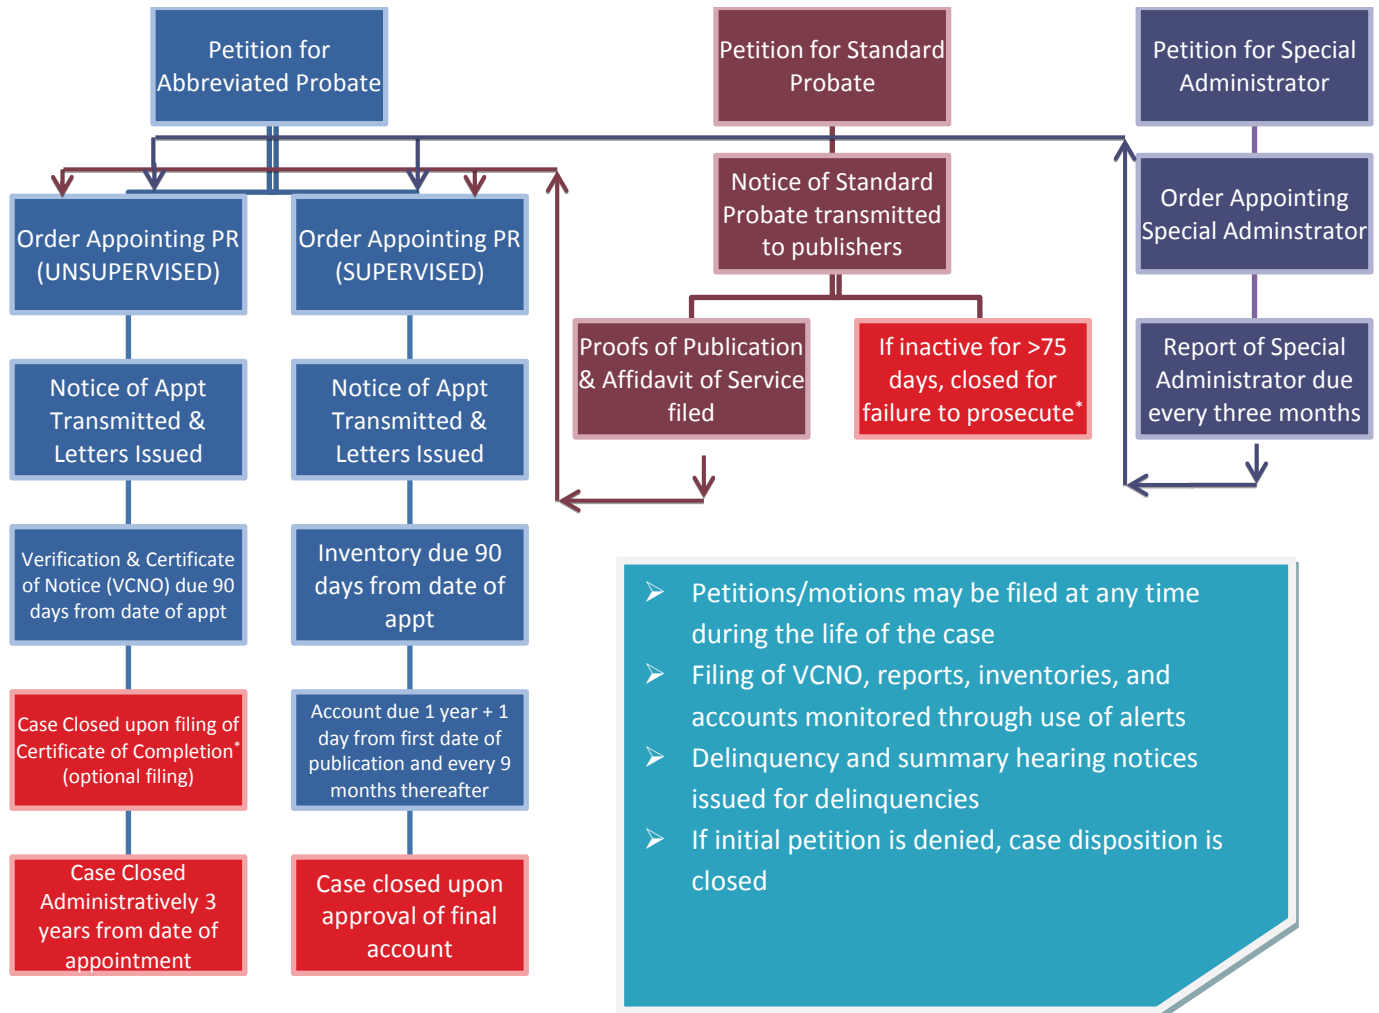 Petition for
Abbreviated Probate
Petition for Standard
Probate
Petition for Special
Administrator
Order Appointing PR
(UNSUPERVISED)
Order Appointing PR
(SUPERVISED)
Notice of Standard
Probate transmitted
to publishers
Order Appointing
Special Adminstrator
Notice of Appt
Transmitted &
Letters Issued
Notice of Appt
Transmitted &
Letters Issued
Proofs of Publication
& Affidavit of Service
filed
If inactive for >75
days, closed for
failure to prosecute*
Report of Special
Administrator due
every three months
Verification & Certificate
of Notice (VCNO) due 90
days from date of appt
Inventory due 90
days from date of
appt
Case Closed upon filing of
Certificate of Completion*
(optional filing)
Account due 1 year + 1
day from first date of
publication and every 9
months thereafter
Case Closed
Administratively 3
years from date of
appointment
Case closed upon
approval of final
account
➢ Petitions/motions may be filed at any time
during the life of the case
➢ Filing of VCNO, reports, inventories, and
accounts monitored through use of alerts
➢ Delinquency and summary hearing notices
issued for delinquencies
➢ If initial petition is denied, case disposition is
closed